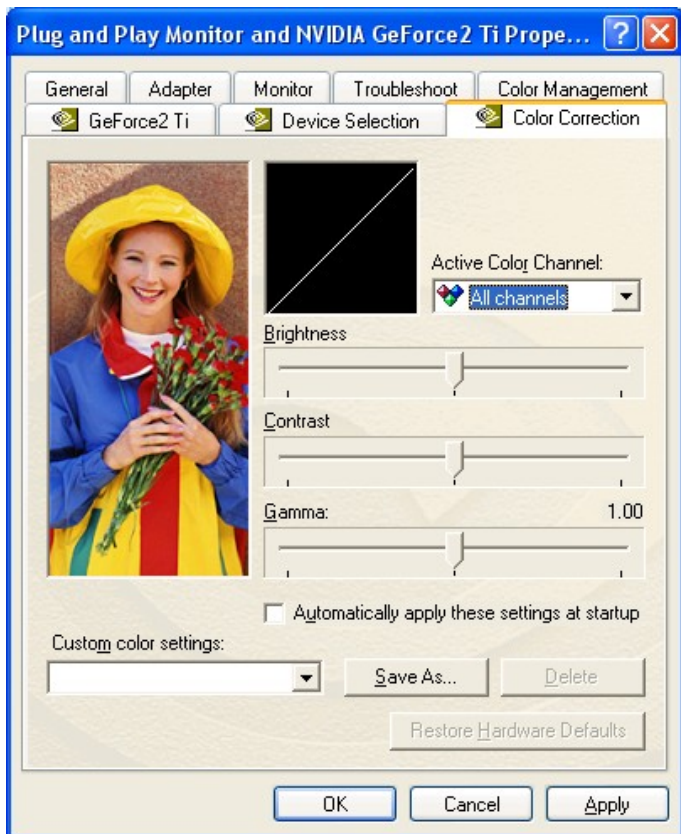 Plug and Play Monitor and NVIDIA GeForce2 Ti Prope...
General Adapter Monitor Troubleshoot Color Management
GeForce2 Ti Device Selection Color Correction
Active Color Channel:
All channels
Brightness
Contrast
Gamma: 1.00
Automatically apply these settings at startup
Custom color settings:
Save As... Delete
Restore Hardware Defaults
OK Cancel Apply